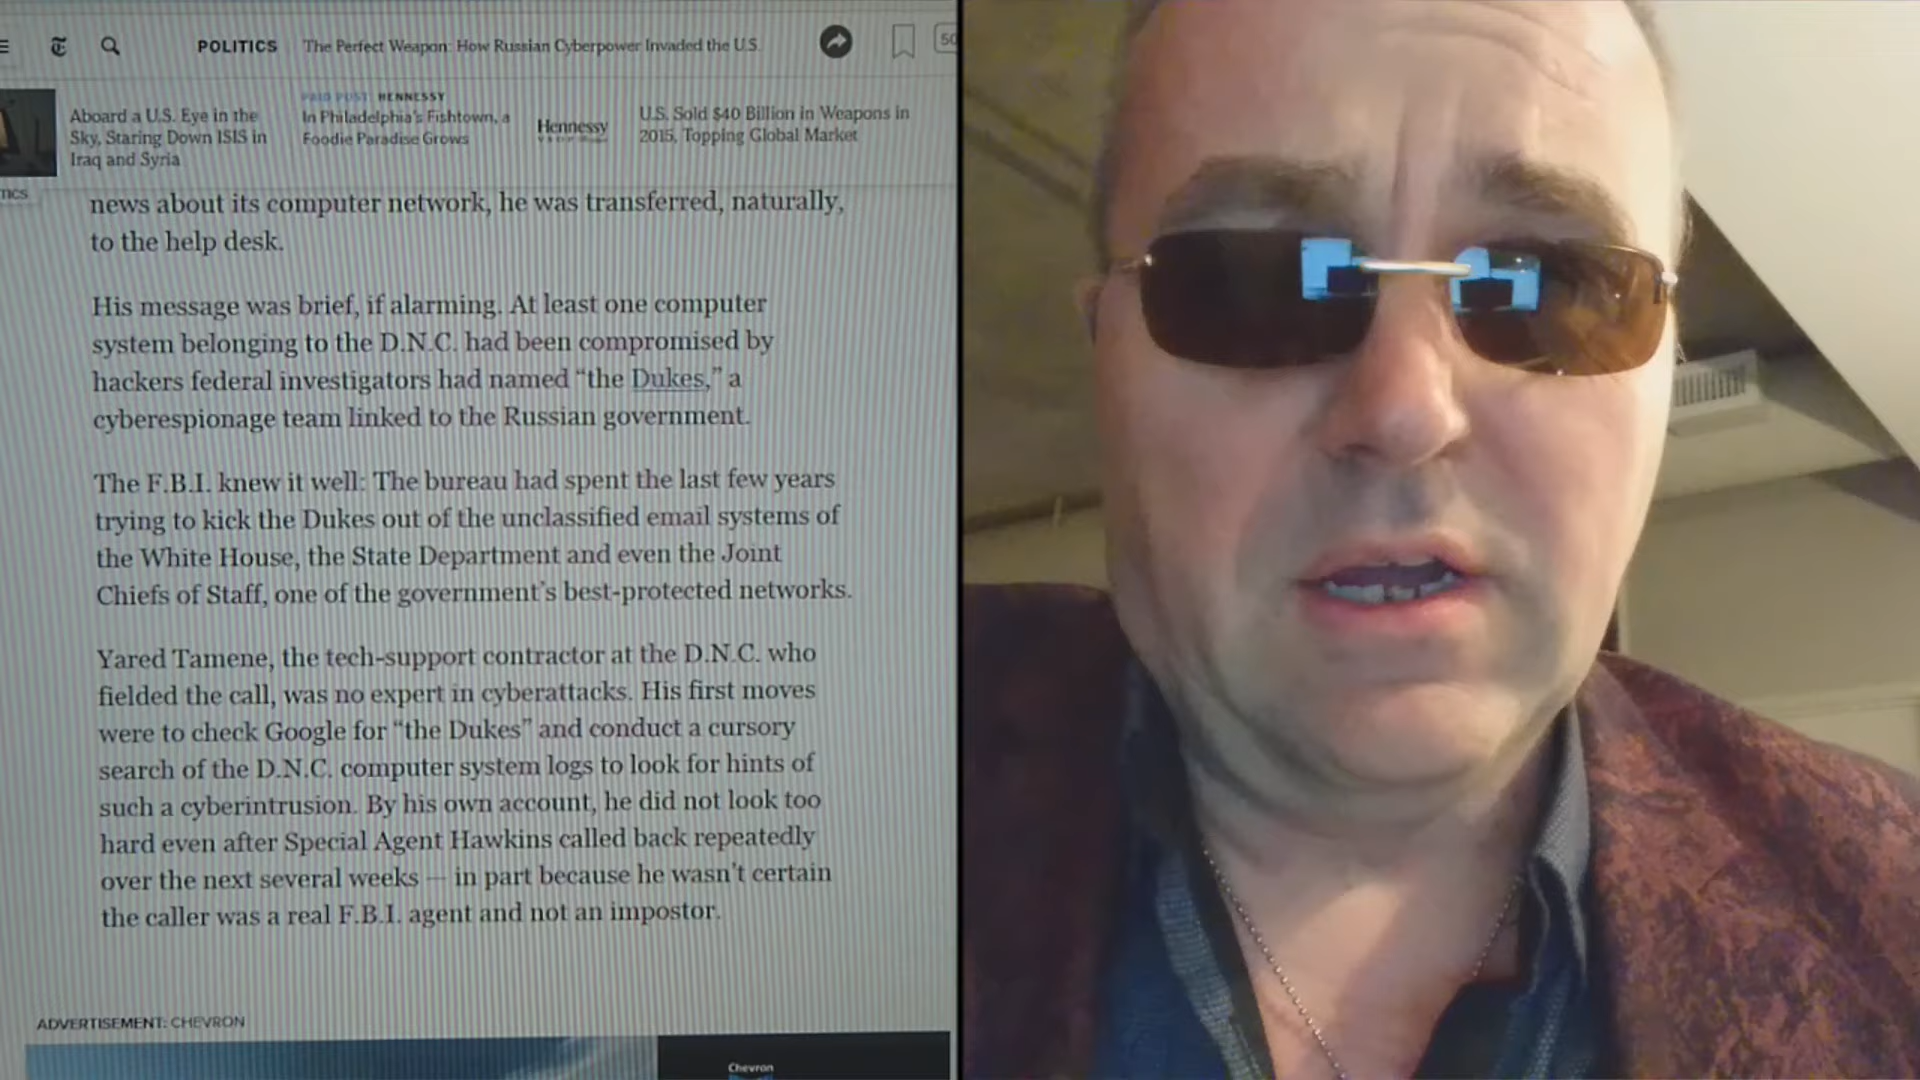 POLITICS The Perfect Weapon: How Russian Cyberpower Invaded the U.S.
50
Aboard a U.S. Eye in the
Sky, Staring Down ISIS in
Iraq and Syria
PAID POST: HENNESSY
In Philadelphia's Fishtown, a
Foodie Paradise Grows
Hennessy
U.S. Sold $40 Billion in Weapons in
2015, Topping Global Market
TICS
news about its computer network, he was transferred, naturally,
to the help desk.
His message was brief, if alarming. At least one computer
system belonging to the D.N.C. had been compromised by
hackers federal investigators had named “the Dukes,” a
cyberespionage team linked to the Russian government.
The F.B.I. knew it well: The bureau had spent the last few years
trying to kick the Dukes out of the unclassified email systems of
the White House, the State Department and even the Joint
Chiefs of Staff, one of the government’s best-protected networks.
Yared Tamene, the tech-support contractor at the D.N.C. who
fielded the call, was no expert in cyberattacks. His first moves
were to check Google for “the Dukes” and conduct a cursory
search of the D.N.C. computer system logs to look for hints of
such a cyberintrusion. By his own account, he did not look too
hard even after Special Agent Hawkins called back repeatedly
over the next several weeks — in part because he wasn’t certain
the caller was a real F.B.I. agent and not an impostor.
ADVERTISEMENT: CHEVRON
Chevron